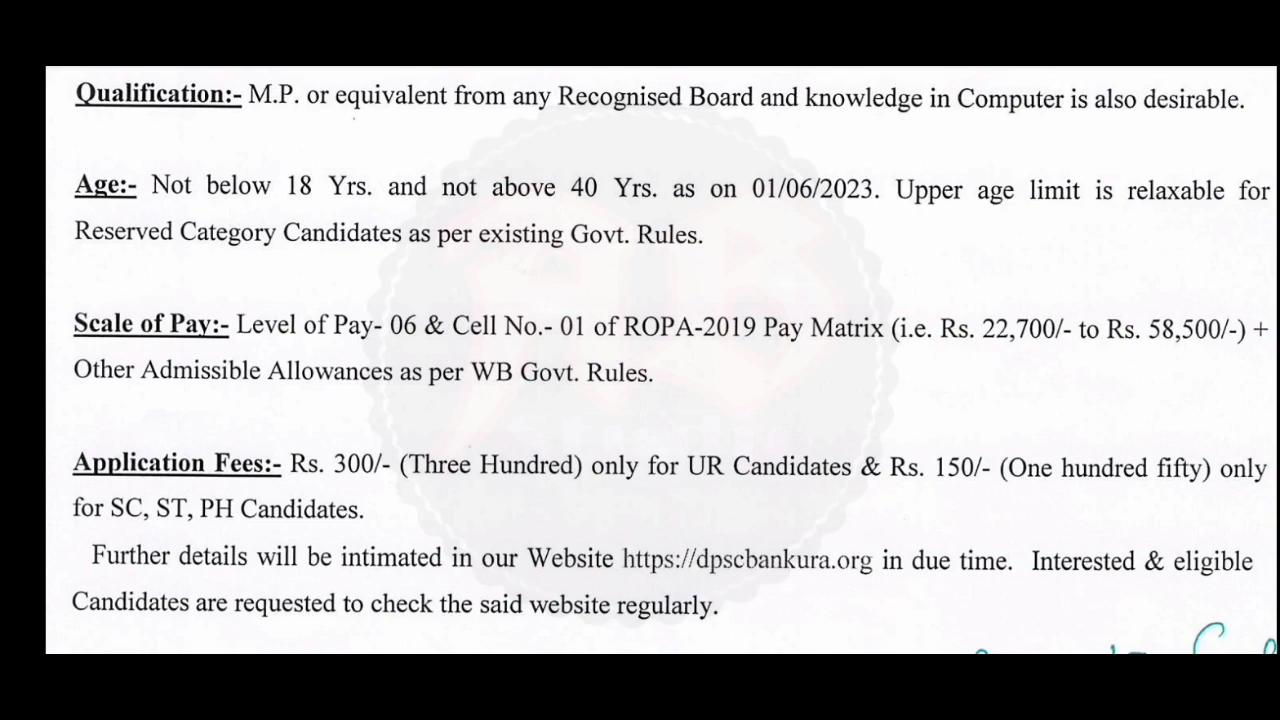 Qualification:- M.P. or equivalent from any Recognised Board and knowledge in Computer is also desirable.
Age:- Not below 18 Yrs. and not above 40 Yrs. as on 01/06/2023. Upper age limit is relaxable for
Reserved Category Candidates as per existing Govt. Rules.
Scale of Pay:- Level of Pay- 06 & Cell No.- 01 of ROPA-2019 Pay Matrix (i.e. Rs. 22,700/- to Rs. 58,500/-) +
Other Admissible Allowances as per WB Govt. Rules.
Application Fees:- Rs. 300/- (Three Hundred) only for UR Candidates & Rs. 150/- (One hundred fifty) only
for SC, ST, PH Candidates.
Further details will be intimated in our Website https://dpscbankura.org in due time. Interested & eligible
Candidates are requested to check the said website regularly.